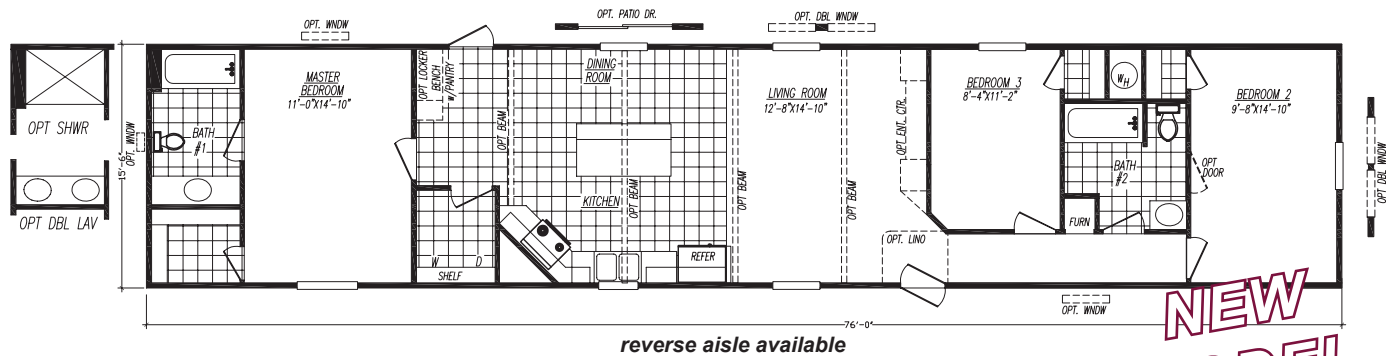 OPT. WNDW
OPT. PATIO DR.
OPT. DBL WNDW
OPT SHWR
OPT DBL LAV
15'-6"
OPT. WNDW
BATH
#1
MASTER
BEDROOM
11'-0"X14'-10"
OPT LOCKER
BENCH
w/PANTRY
OPT BEAM
DINING
ROOM
KITCHEN
OPT BEAM
W D
SHELF
REFER
OPT BEAM
LIVING ROOM
12'-8"X14'-10"
OPT BEAM
OPT ENT. CTR.
OPT. LINO
BEDROOM 3
8'-4"X11'-2"
WH
BATH
#2
FURN
OPT
DOOR
BEDROOM 2
9'-8"X14'-10"
OPT DBL WNDW
OPT. WNDW
76'-0"
reverse aisle available
NEW